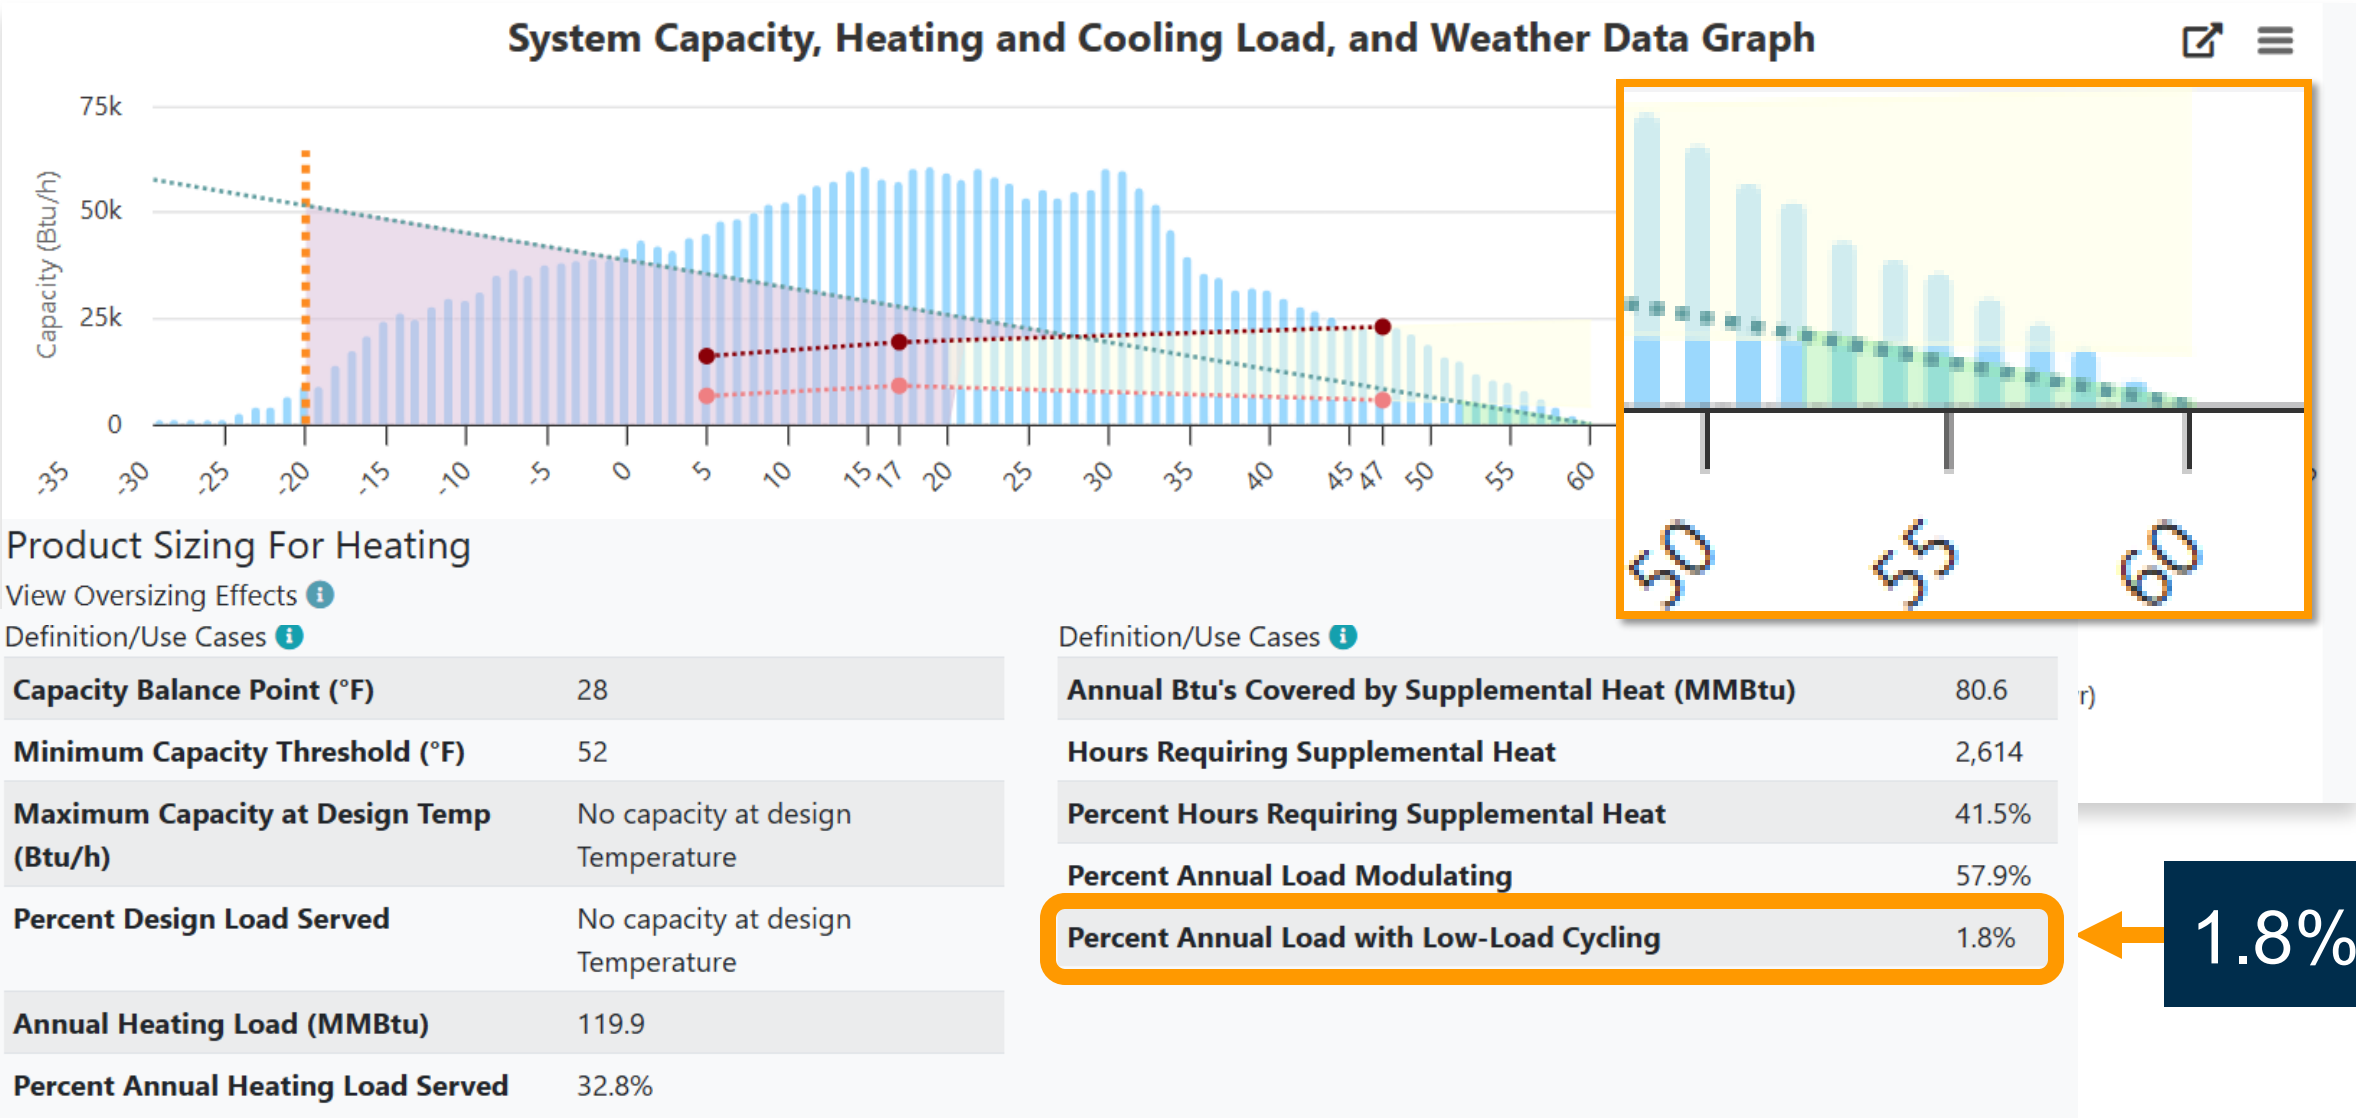 System Capacity, Heating and Cooling Load, and Weather Data Graph
Capacity (Btu/h)
75k
50k
25k
0
-35 -30 -25 -20 -15 -10 -5 0 5 10 15 17 20 25 30 35 40 45 47 50 55 60
50 55 60
Product Sizing For Heating
View Oversizing Effects
Definition/Use Cases
Capacity Balance Point (°F) 28
Minimum Capacity Threshold (°F) 52
Maximum Capacity at Design Temp No capacity at design
(Btu/h) Temperature
Percent Design Load Served No capacity at design
Temperature
Annual Heating Load (MMBtu) 119.9
Percent Annual Heating Load Served 32.8%
Definition/Use Cases
Annual Btu's Covered by Supplemental Heat (MMBtu) 80.6
r)
Hours Requiring Supplemental Heat 2,614
Percent Hours Requiring Supplemental Heat 41.5%
Percent Annual Load Modulating 57.9%
Percent Annual Load with Low-Load Cycling 1.8%
1.8%